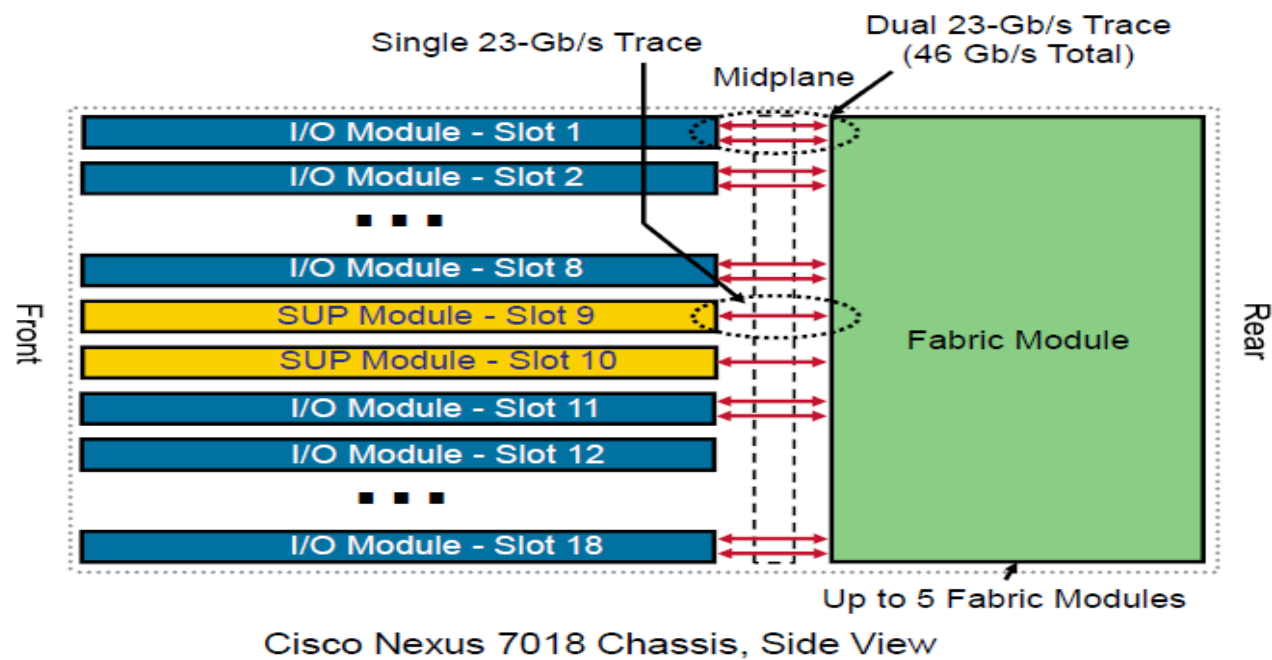 Single 23-Gb/s Trace
Dual 23-Gb/s Trace
(46 Gb/s Total)
Midplane
I/O Module - Slot 1
I/O Module - Slot 2
I/O Module - Slot 8
SUP Module - Slot 9
SUP Module - Slot 10
I/O Module - Slot 11
I/O Module - Slot 12
I/O Module - Slot 18
Front
Fabric Module
Rear
Up to 5 Fabric Modules
Cisco Nexus 7018 Chassis, Side View